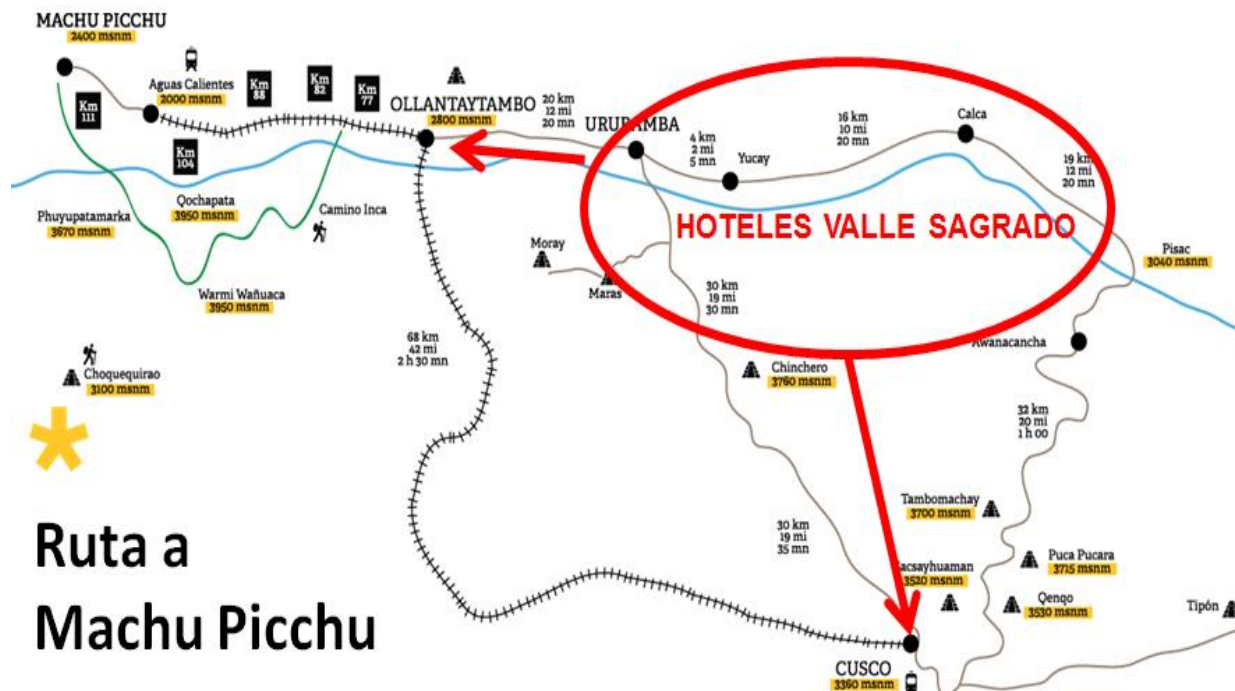 MACHU PICCHU
2400 msnm
Aguas Calientes
2000 msnm
Km
111
Km
104
Km
88
Km
82
Km
77
OLLANTAYTAMBO
2800 msnm
20 km
12 mi
20 mn
URUBAMBA
4 km
2 mi
5 mn
Yucay
16 km
10 mi
20 mn
Calca
19 km
12 mi
20 mn
Pisac
3040 msnm
HOTELES VALLE SAGRADO
Phuyupatamarka
3670 msnm
Qochapata
3950 msnm
Camino Inca
Warmi Wañuaca
3950 msnm
Moray
Maras
30 km
19 mi
30 mn
Awanacancha
Choquequirao
3100 msnm
68 km
42 mi
2 h 30 mn
Chinchero
3760 msnm
32 km
20 mi
1 h 00
Tambomachay
3700 msnm
30 km
19 mi
35 mn
Puca Pucara
3715 msnm
Sacsayhuaman
3520 msnm
Qenqo
3530 msnm
Tipón
CUSCO
3360 msnm
*
Ruta a
Machu Picchu